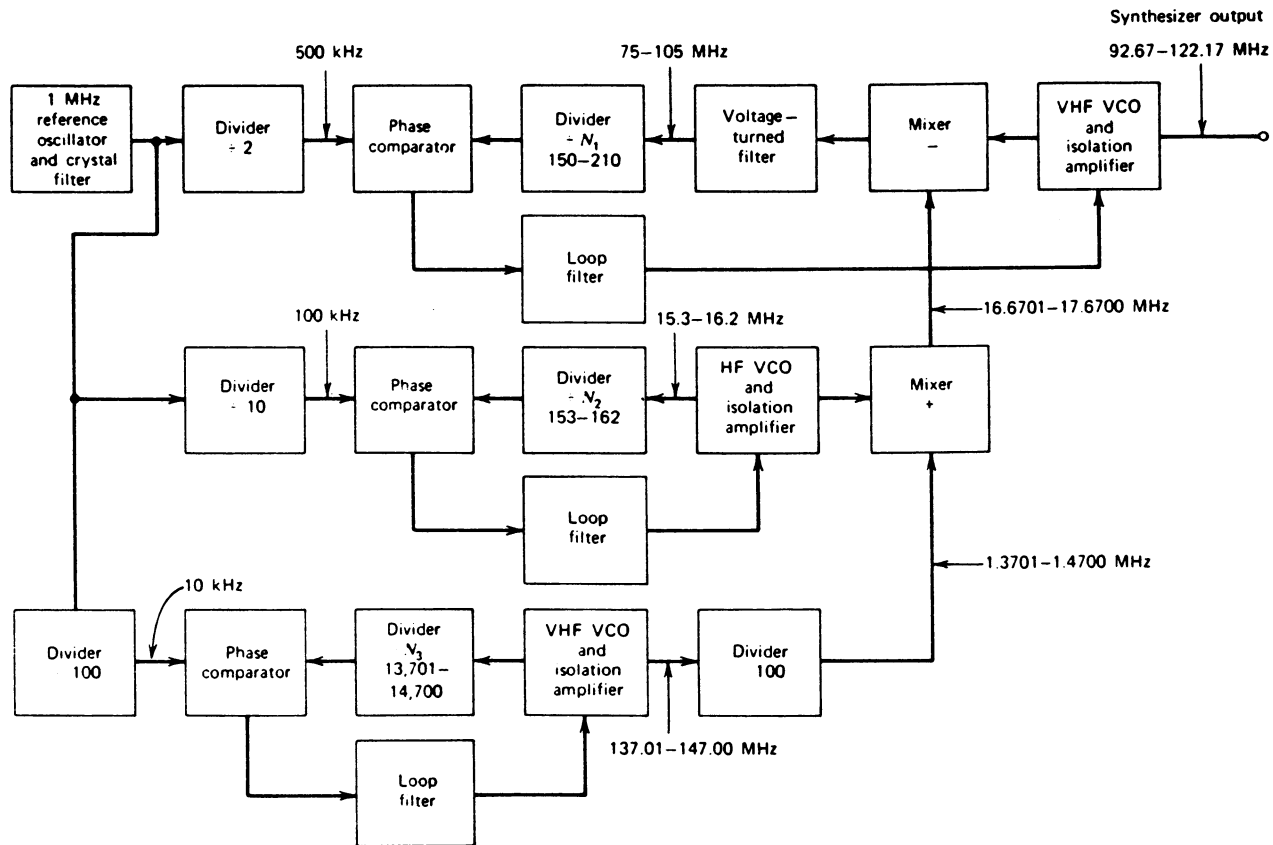 Synthesizer output
500 kHz
75–105 MHz
92.67–122.17 MHz
1 MHz
reference
oscillator
and crystal
filter
Divider
÷ 2
Phase
comparator
Divider
÷ N₁
150–210
Voltage–
turned
filter
Mixer
–
VHF VCO
and
isolation
amplifier
Loop
filter
16.6701–17.6700 MHz
100 kHz
15.3–16.2 MHz
Divider
÷ 10
Phase
comparator
Divider
÷ N₂
153–162
HF VCO
and
isolation
amplifier
Mixer
+
Loop
filter
1.3701–1.4700 MHz
10 kHz
Divider
100
Phase
comparator
Divider
N₃
13,701–
14,700
VHF VCO
and
isolation
amplifier
Divider
100
137.01–147.00 MHz
Loop
filter